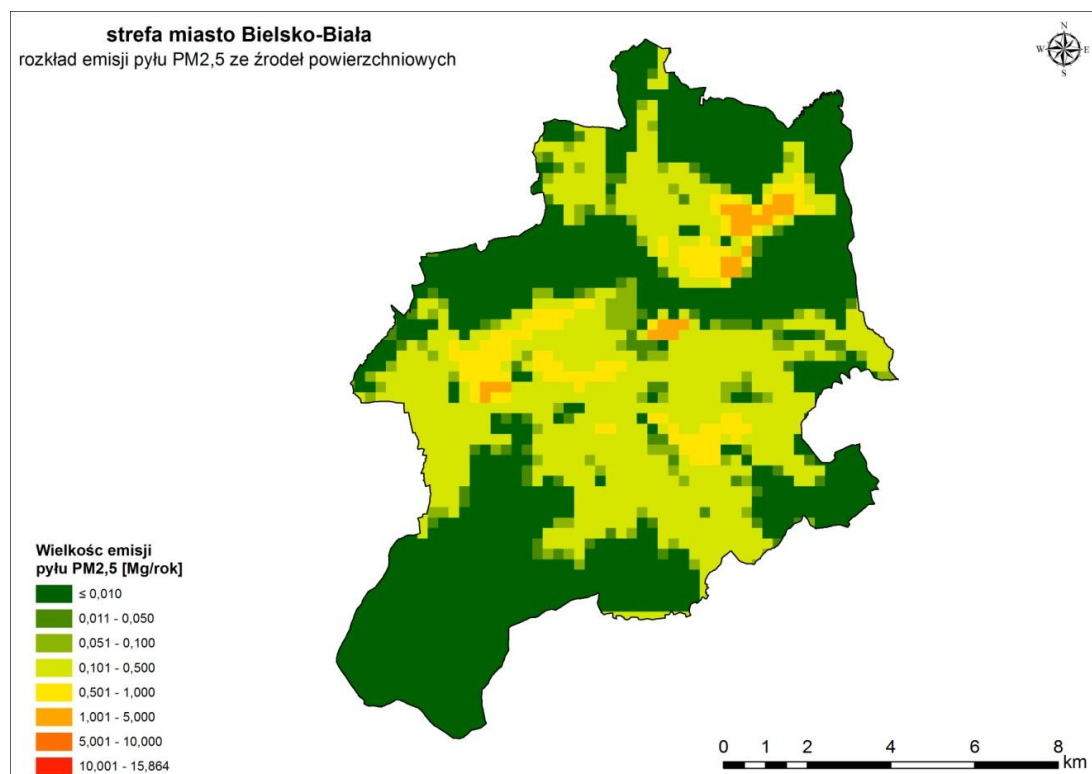 strefa miasto Bielsko-Biała
rozkład emisji pyłu PM2,5 ze źrodeł powierzchniowych
N
W E
S
Wielkośc emisji
pyłu PM2,5 [Mg/rok]
≤ 0,010
0,011 - 0,050
0,051 - 0,100
0,101 - 0,500
0,501 - 1,000
1,001 - 5,000
5,001 - 10,000
10,001 - 15,864
0 1 2 4 6 8
km